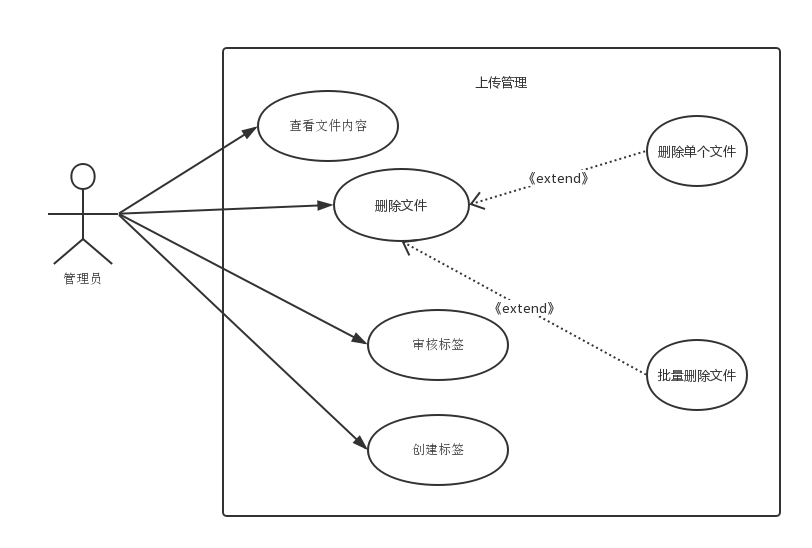 上传管理
查看文件内容
删除单个文件
《extend》
删除文件
管理员
《extend》
审核标签
批量删除文件
创建标签